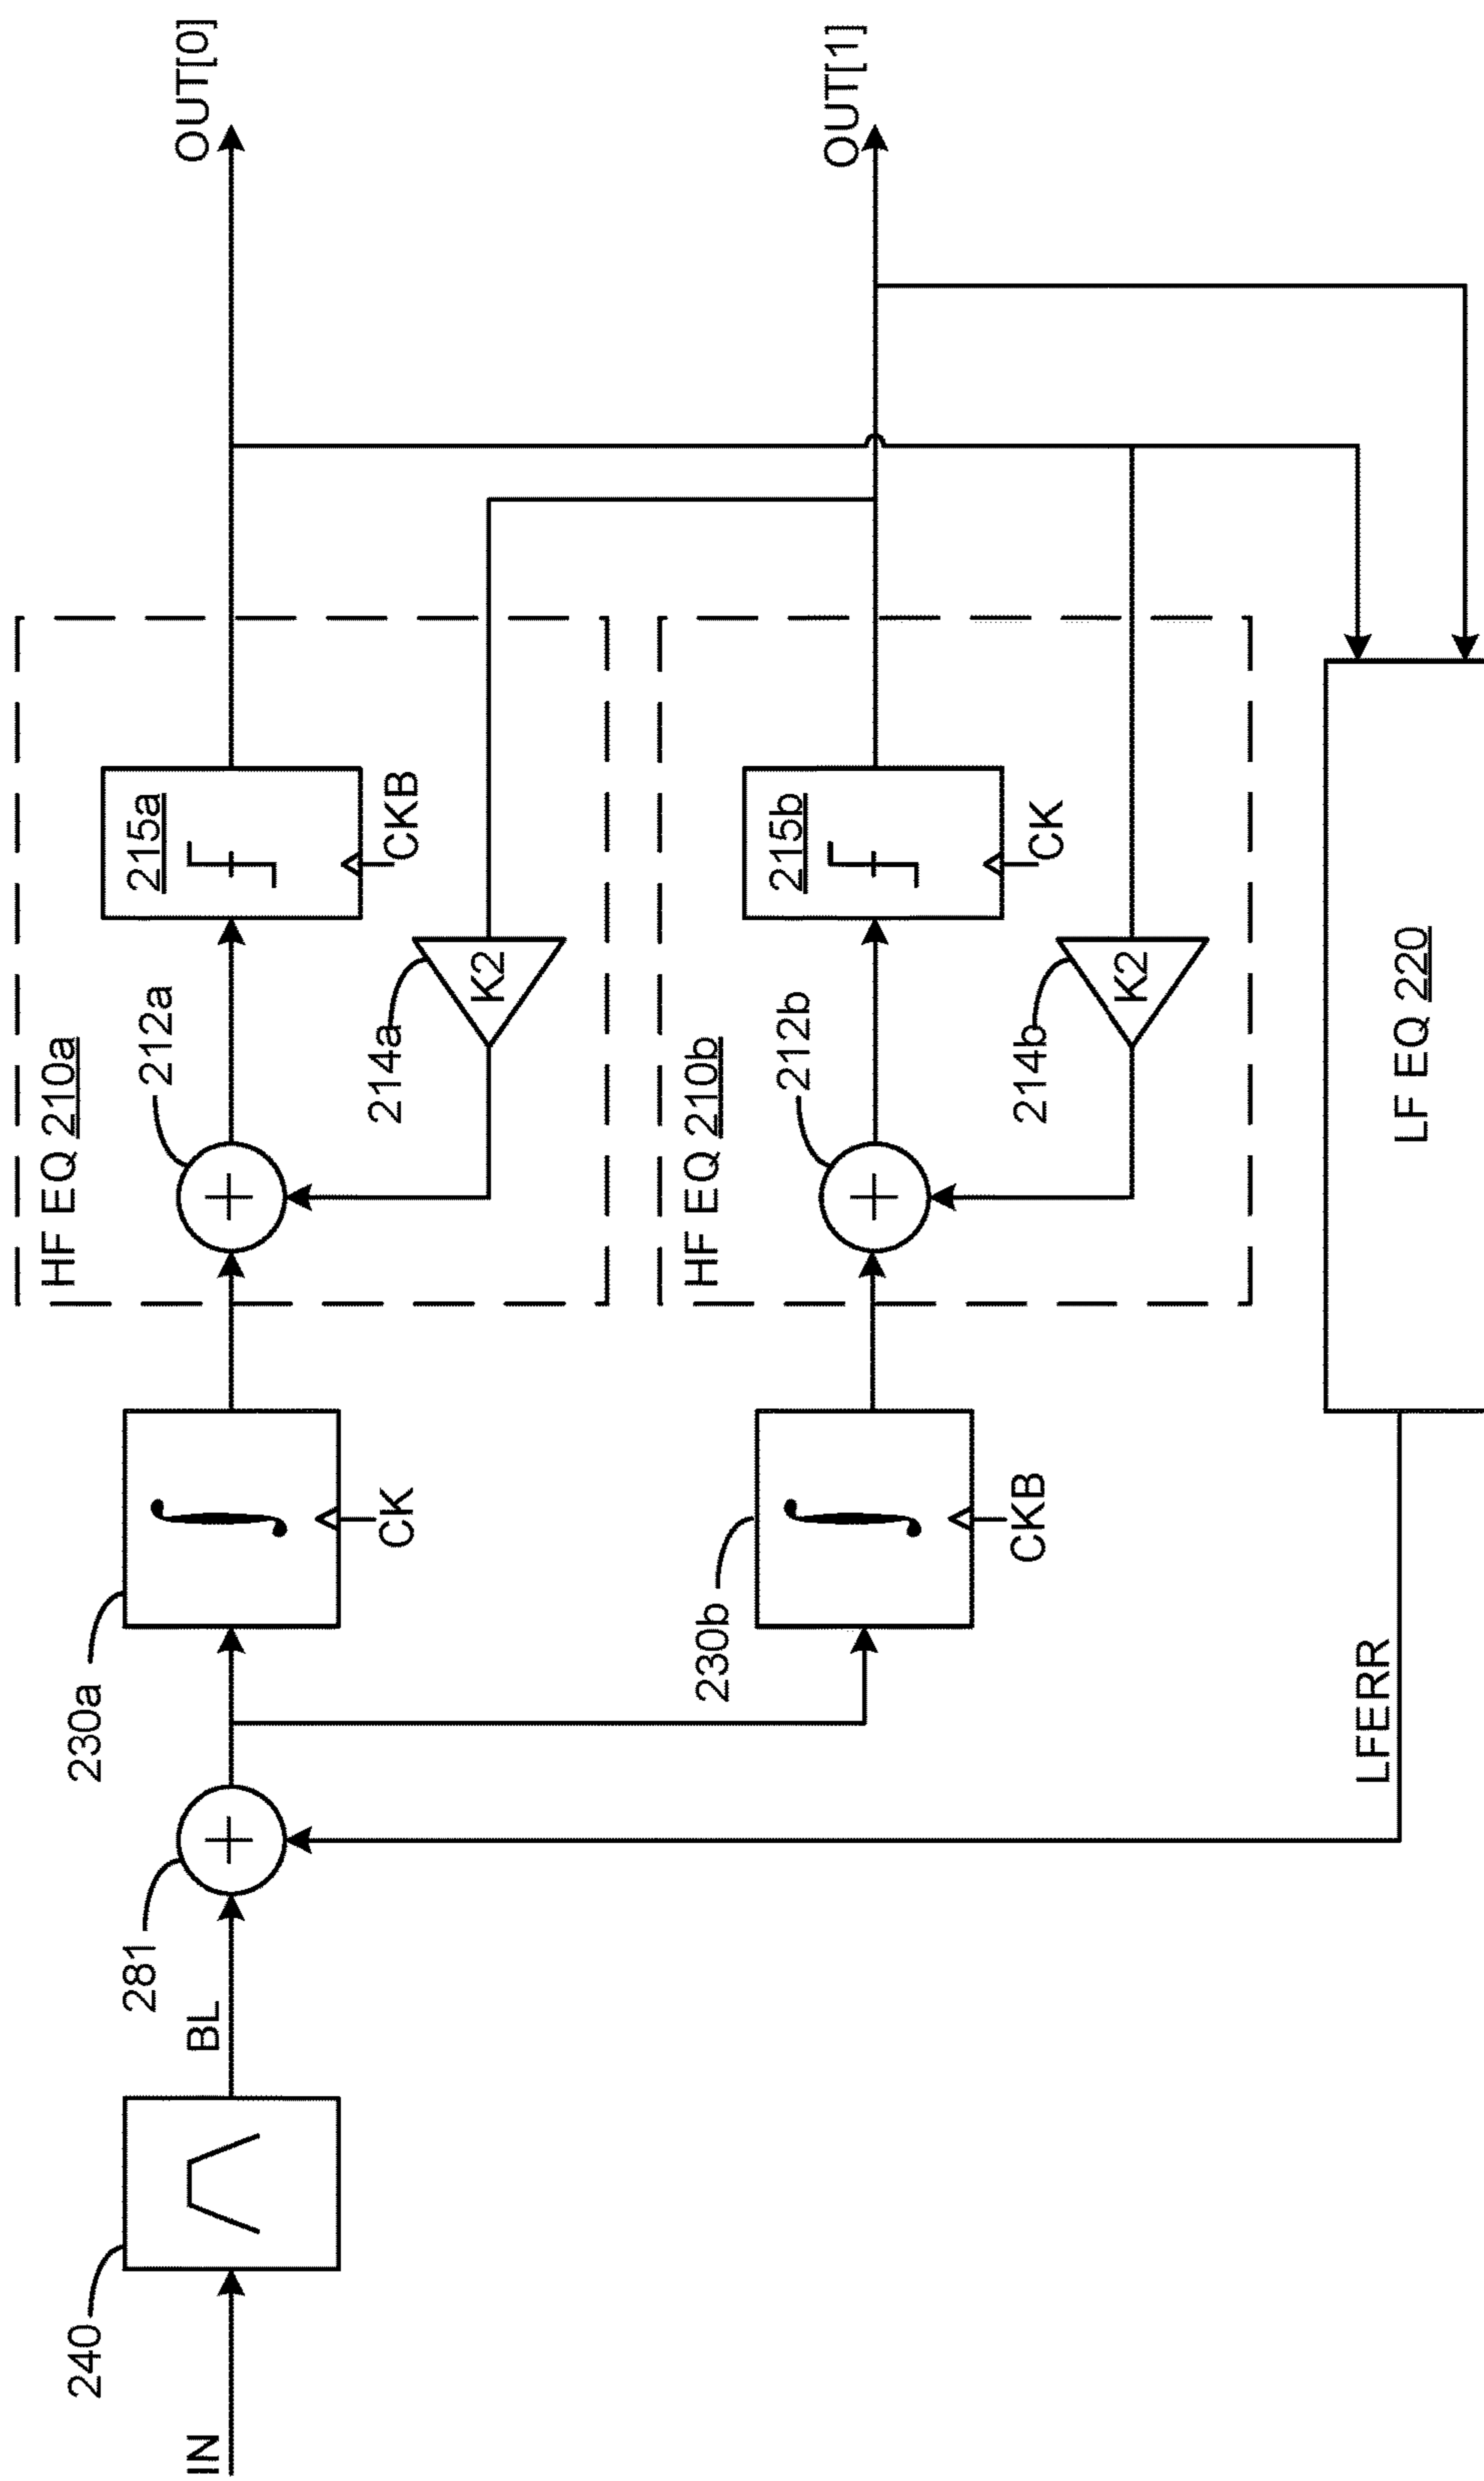 IN
240
BL
281
230a
CK
230b
CKB
HF EQ 210a
212a
215a
CKB
214a
K2
OUT[0]
HF EQ 210b
212b
215b
CK
214b
K2
OUT[1]
LFERR
LF EQ 220